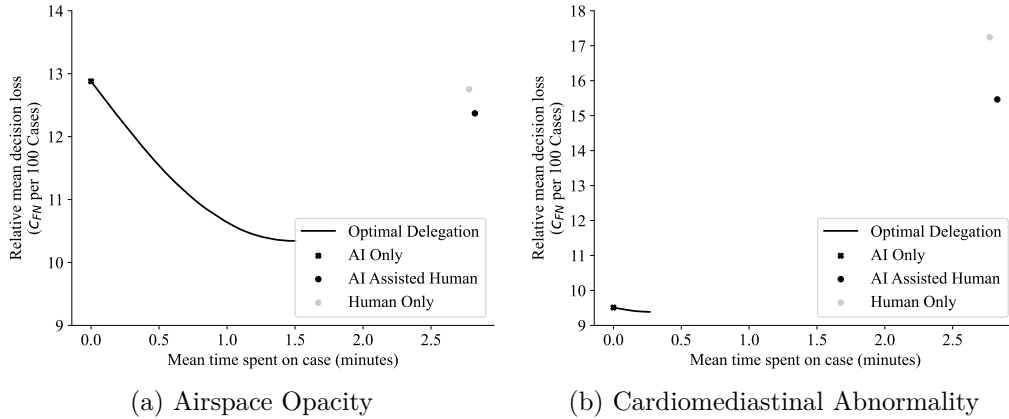 14
13
12
11
10
9
Relative mean decision loss
(c_FN per 100 Cases)
0.0 0.5 1.0 1.5 2.0 2.5
Mean time spent on case (minutes)
Optimal Delegation
AI Only
AI Assisted Human
Human Only
(a) Airspace Opacity
18
17
16
15
14
13
12
11
10
9
Relative mean decision loss
(c_FN per 100 Cases)
0.0 0.5 1.0 1.5 2.0 2.5
Mean time spent on case (minutes)
Optimal Delegation
AI Only
AI Assisted Human
Human Only
(b) Cardiomediastinal Abnormality